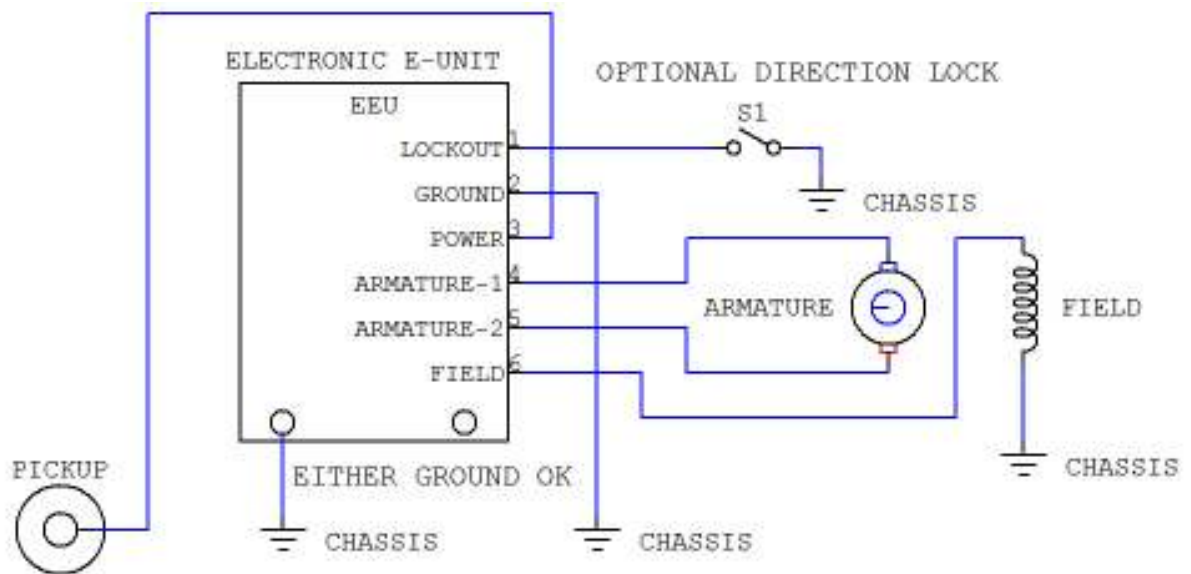 ELECTRONIC E-UNIT
OPTIONAL DIRECTION LOCK
EEU
S1
LOCKOUT 1
GROUND 2
CHASSIS
POWER 3
ARMATURE-1 4
ARMATURE
FIELD
ARMATURE-2 5
FIELD 6
PICKUP
EITHER GROUND OK
CHASSIS
CHASSIS
CHASSIS